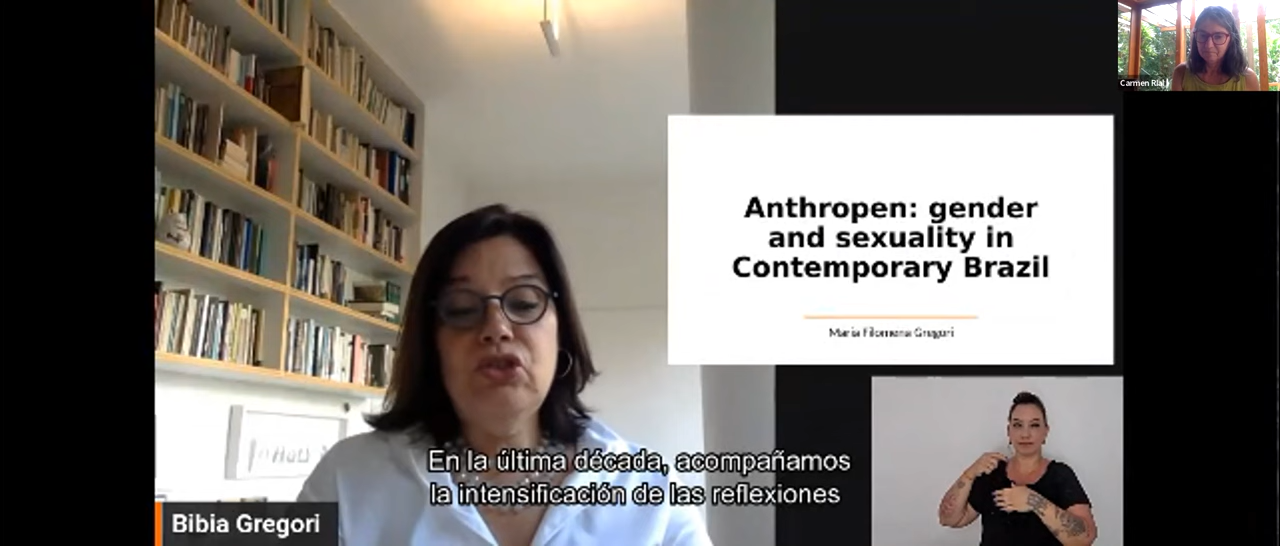 Carmen Rial
Anthropen: gender
and sexuality in
Contemporary Brazil
Maria Filomena Gregori
En la última década, acompañamos
la intensificación de las reflexiones
Bibia Gregori